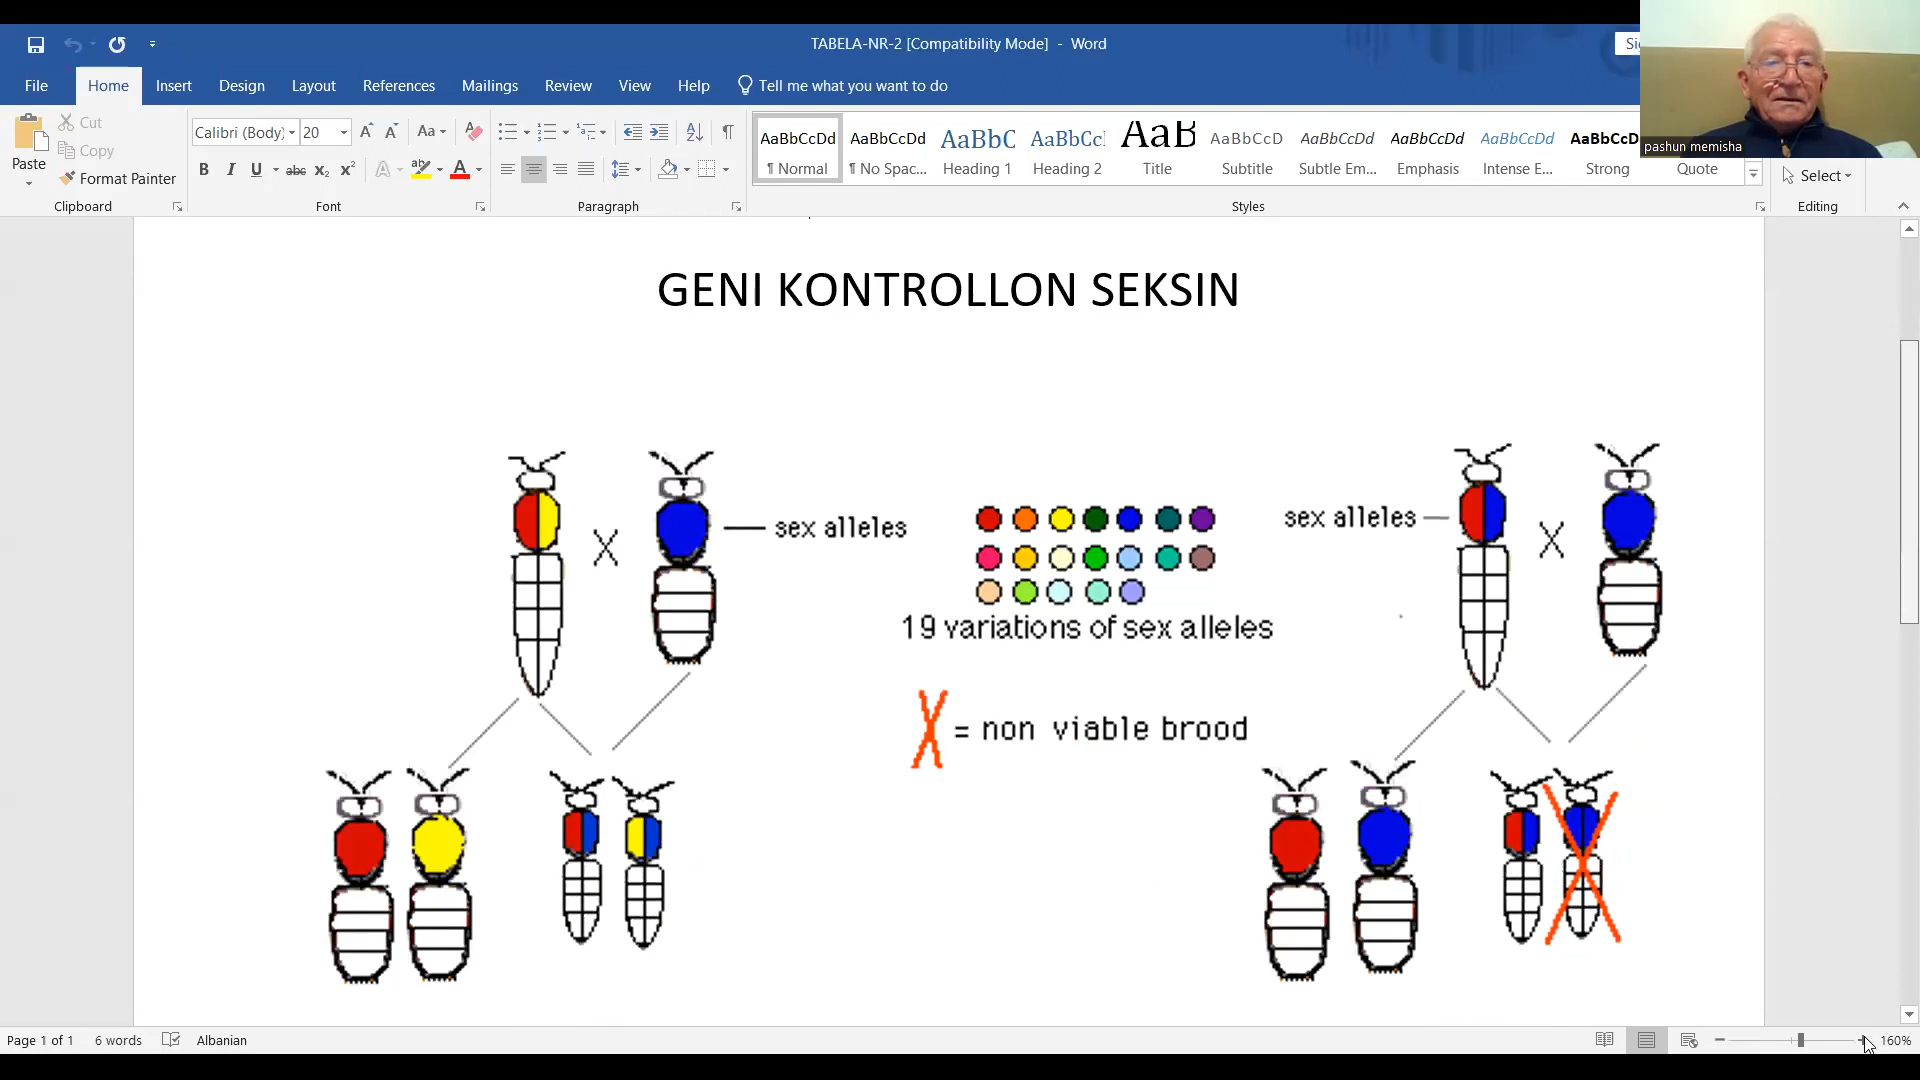 TABELA-NR-2 [Compatibility Mode] - Word
File Home Insert Design Layout References Mailings Review View Help Tell me what you want to do
pashun memisha
Paste
Cut
Copy
Format Painter
Calibri (Body) 20
AaBbCcDd AaBbCcDd AaBbC AaBbCc AaB AaBbCcD AaBbCcDd AaBbCcDd AaBbCcDd AaBbCcD
¶ Normal ¶ No Spac... Heading 1 Heading 2 Title Subtitle Subtle Em... Emphasis Intense E... Strong Quote
Select
Clipboard Font Paragraph Styles Editing
GENI KONTROLLON SEKSIN
X
sex alleles
sex alleles
X
19 variations of sex alleles
X = non viable brood
Page 1 of 1 6 words Albanian 160%